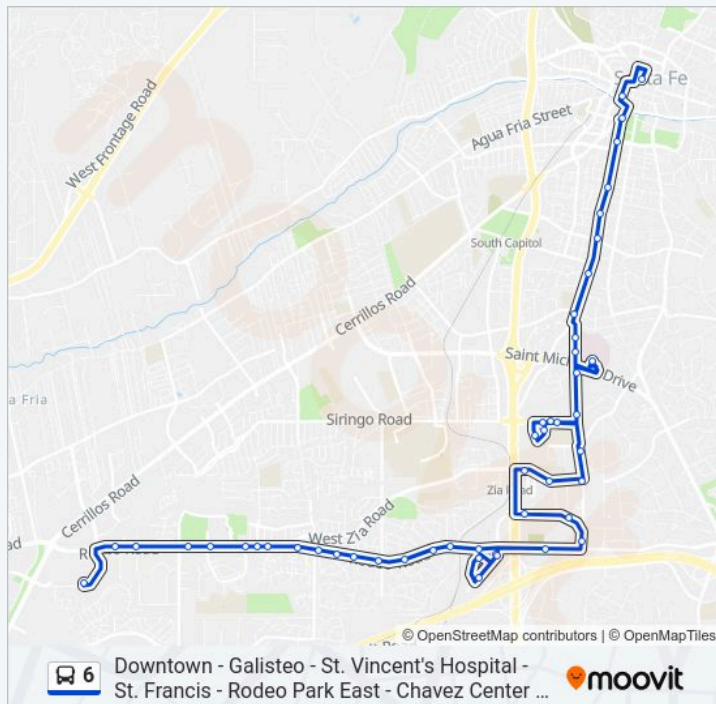 Santa Fe
West Frontage Road
Agua Fria Street
South Capitol
Cerrillos Road
Saint Mic
Drive
a Fria
Siringo Road
Cerrillos Road
Zia
West Zia Road
© OpenStreetMap contributors | © OpenMapTiles
6
Downtown - Galisteo - St. Vincent's Hospital -
St. Francis - Rodeo Park East - Chavez Center ...
moovit